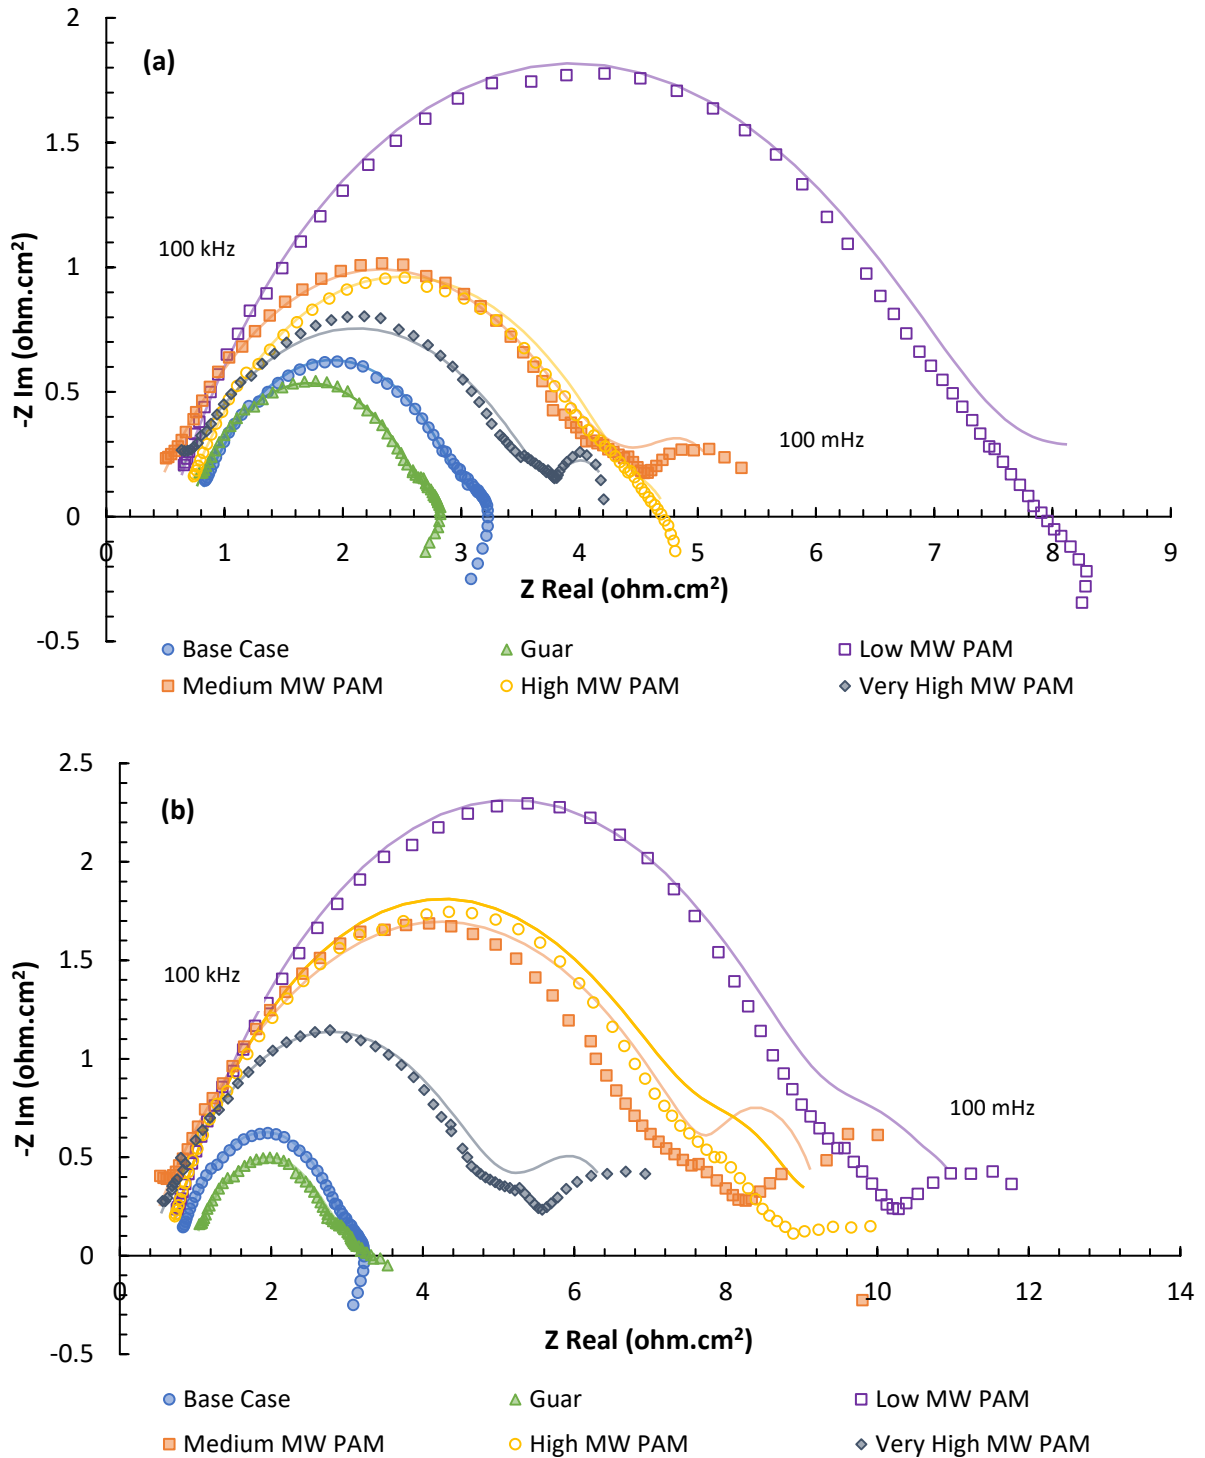 2
(a)
1.5
100 kHz
1
0.5
100 mHz
0
0 1 2 3 4 5 6 7 8 9
-0.5
-Z Im (ohm.cm²)
Z Real (ohm.cm²)
Base Case Guar Low MW PAM
Medium MW PAM High MW PAM Very High MW PAM
2.5
(b)
2
1.5
100 kHz
1
100 mHz
0.5
0
0 2 4 6 8 10 12 14
-0.5
-Z Im (ohm.cm²)
Z Real (ohm.cm²)
Base Case Guar Low MW PAM
Medium MW PAM High MW PAM Very High MW PAM